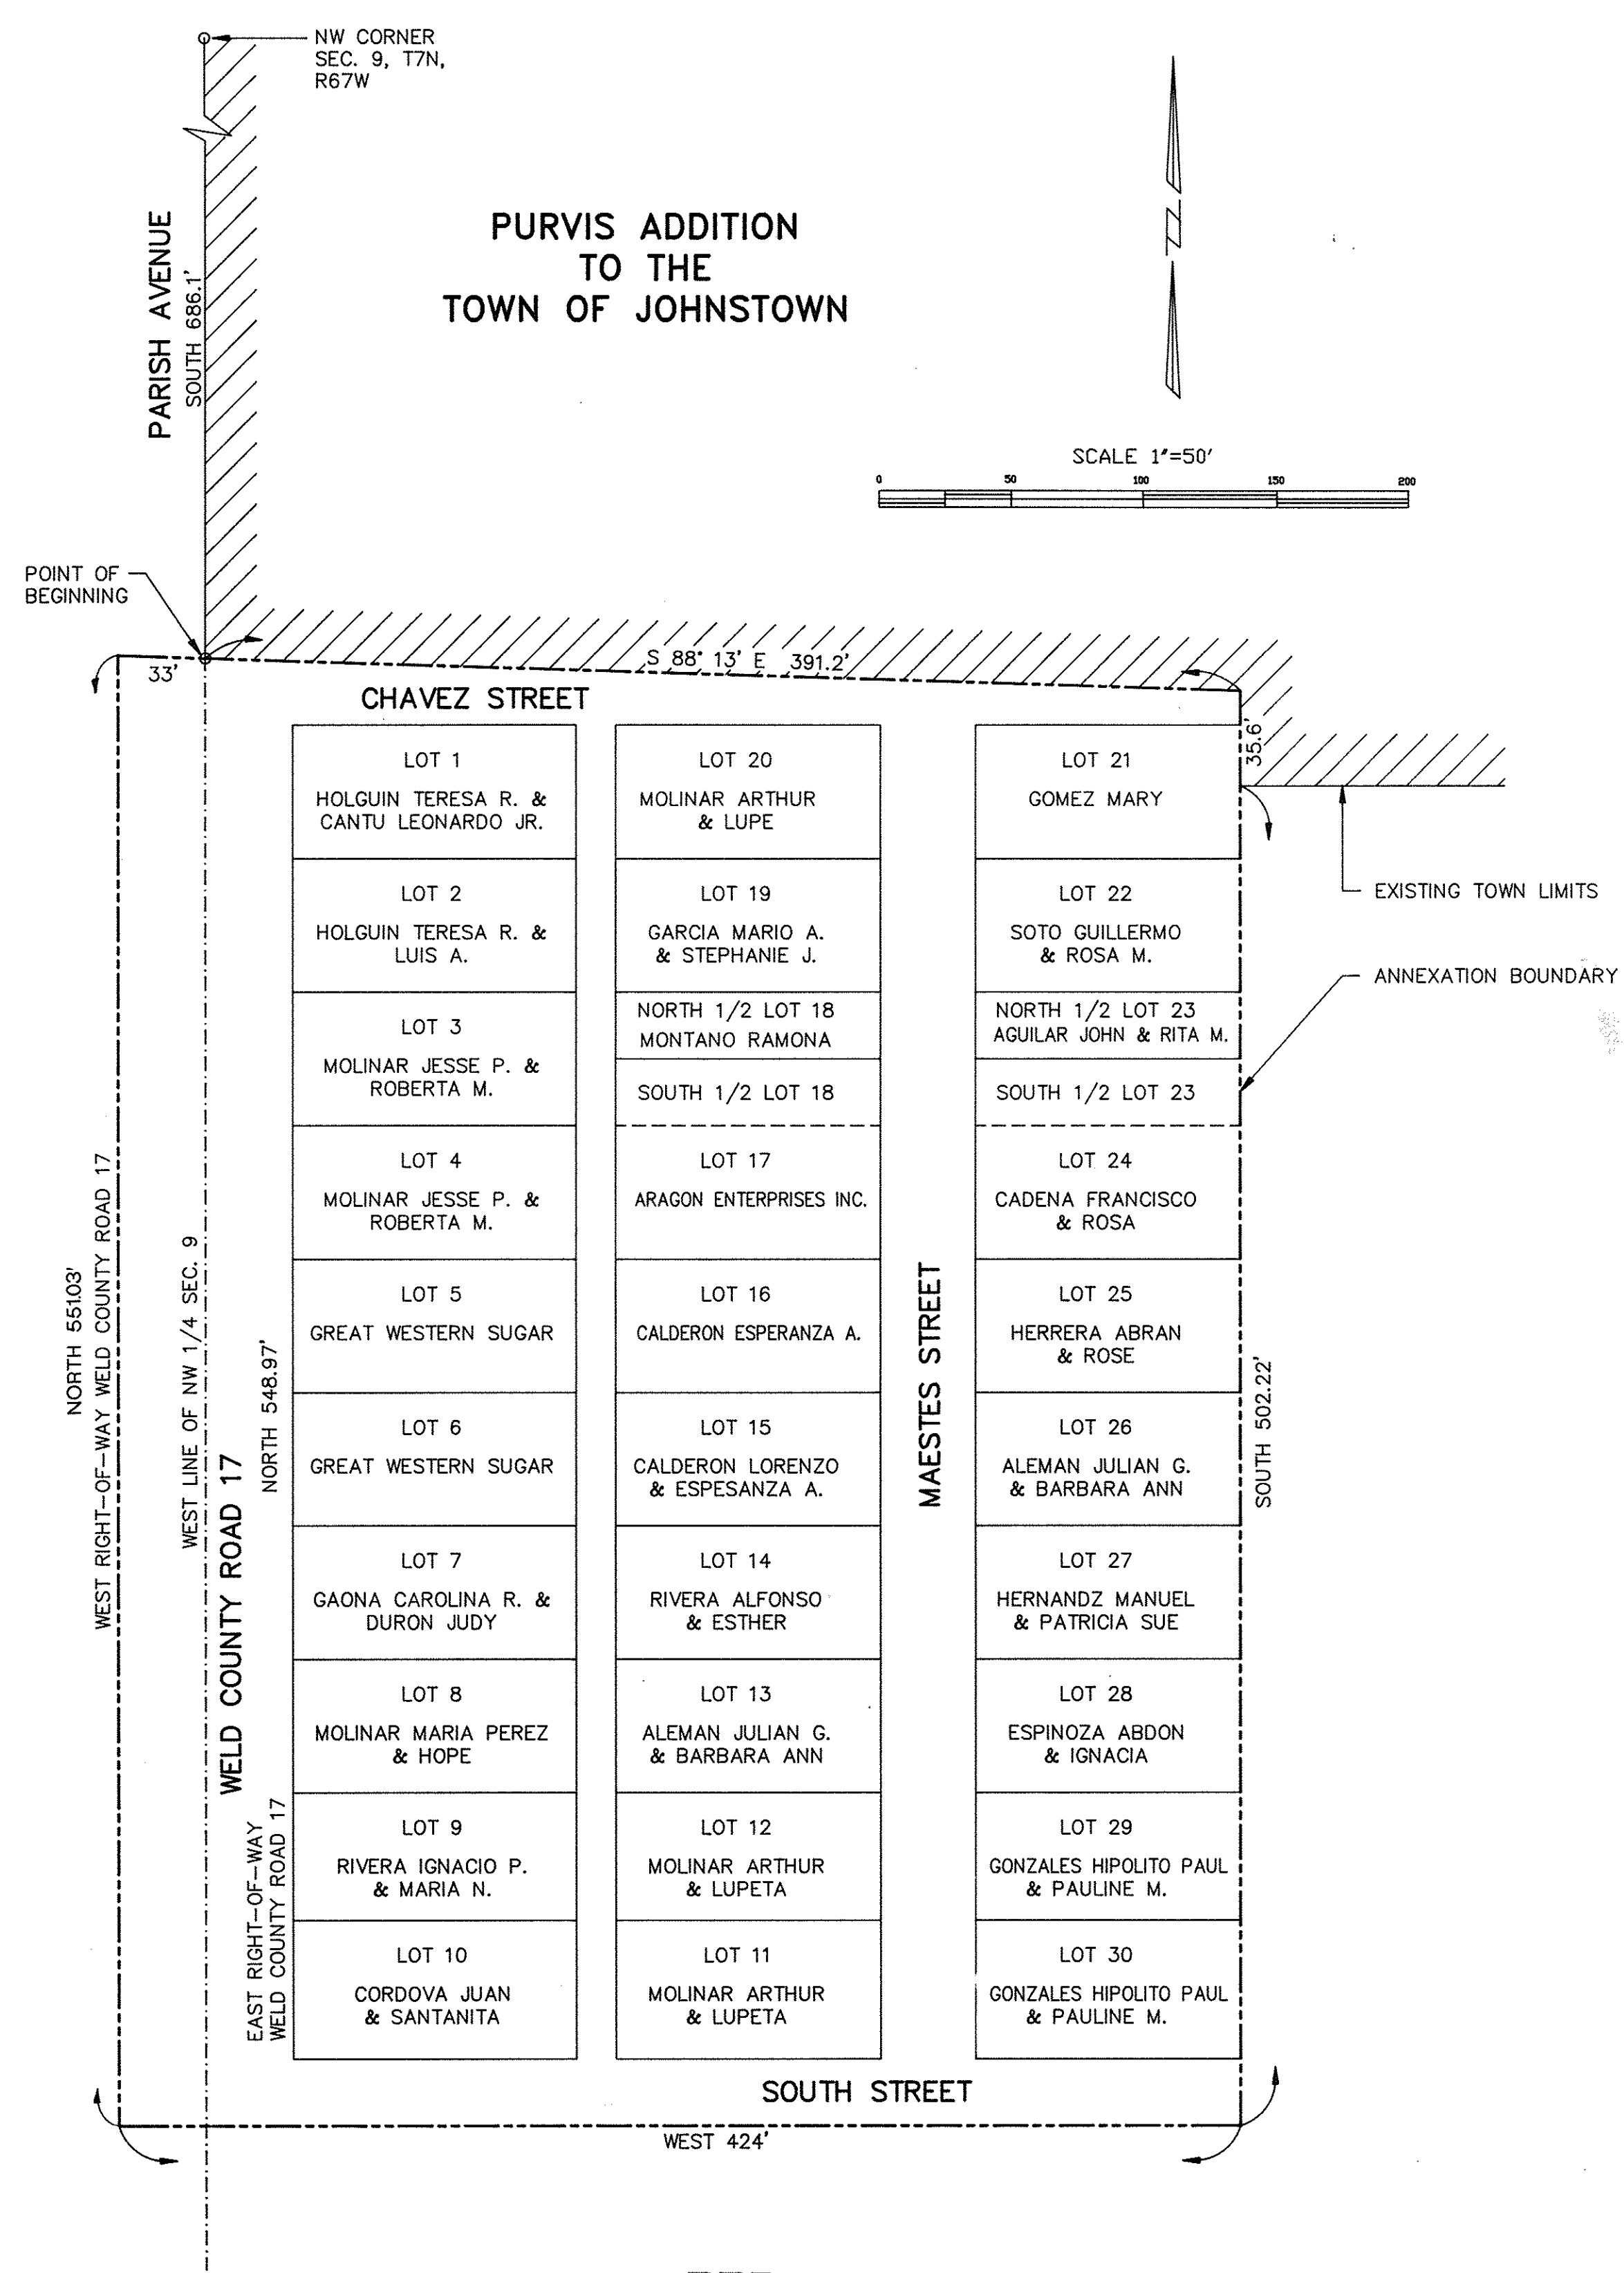 NW CORNER
SEC. 9, T7N,
R67W
PURVIS ADDITION
TO THE
TOWN OF JOHNSTOWN
PARISH AVENUE
SOUTH 686.1'
N
SCALE 1"=50'
0 50 100 150 200
POINT OF
BEGINNING
33'
S 88° 13' E 391.2'
CHAVEZ STREET
35.6'
EXISTING TOWN LIMITS
ANNEXATION BOUNDARY
LOT 1
HOLGUIN TERESA R. &
CANTU LEONARDO JR.
LOT 2
HOLGUIN TERESA R. &
LUIS A.
LOT 3
MOLINAR JESSE P. &
ROBERTA M.
LOT 4
MOLINAR JESSE P. &
ROBERTA M.
LOT 5
GREAT WESTERN SUGAR
LOT 6
GREAT WESTERN SUGAR
LOT 7
GAONA CAROLINA R. &
DURON JUDY
LOT 8
MOLINAR MARIA PEREZ
& HOPE
LOT 9
RIVERA IGNACIO P.
& MARIA N.
LOT 10
CORDOVA JUAN
& SANTANITA
LOT 20
MOLINAR ARTHUR
& LUPE
LOT 19
GARCIA MARIO A.
& STEPHANIE J.
NORTH 1/2 LOT 18
MONTANO RAMONA
SOUTH 1/2 LOT 18
LOT 17
ARAGON ENTERPRISES INC.
LOT 16
CALDERON ESPERANZA A.
LOT 15
CALDERON LORENZO
& ESPESANZA A.
LOT 14
RIVERA ALFONSO
& ESTHER
LOT 13
ALEMAN JULIAN G.
& BARBARA ANN
LOT 12
MOLINAR ARTHUR
& LUPETA
LOT 11
MOLINAR ARTHUR
& LUPETA
MAESTES STREET
LOT 21
GOMEZ MARY
LOT 22
SOTO GUILLERMO
& ROSA M.
NORTH 1/2 LOT 23
AGUILAR JOHN & RITA M.
SOUTH 1/2 LOT 23
LOT 24
CADENA FRANCISCO
& ROSA
LOT 25
HERRERA ABRAN
& ROSE
LOT 26
ALEMAN JULIAN G.
& BARBARA ANN
LOT 27
HERNANDZ MANUEL
& PATRICIA SUE
LOT 28
ESPINOZA ABDON
& IGNACIA
LOT 29
GONZALES HIPOLITO PAUL
& PAULINE M.
LOT 30
GONZALES HIPOLITO PAUL
& PAULINE M.
NORTH 551.03'
WEST RIGHT-OF-WAY WELD COUNTY ROAD 17
WEST LINE OF NW 1/4 SEC. 9
WELD COUNTY ROAD 17
NORTH 548.97'
EAST RIGHT-OF-WAY
WELD COUNTY ROAD 17
SOUTH 502.22'
SOUTH STREET
WEST 424'